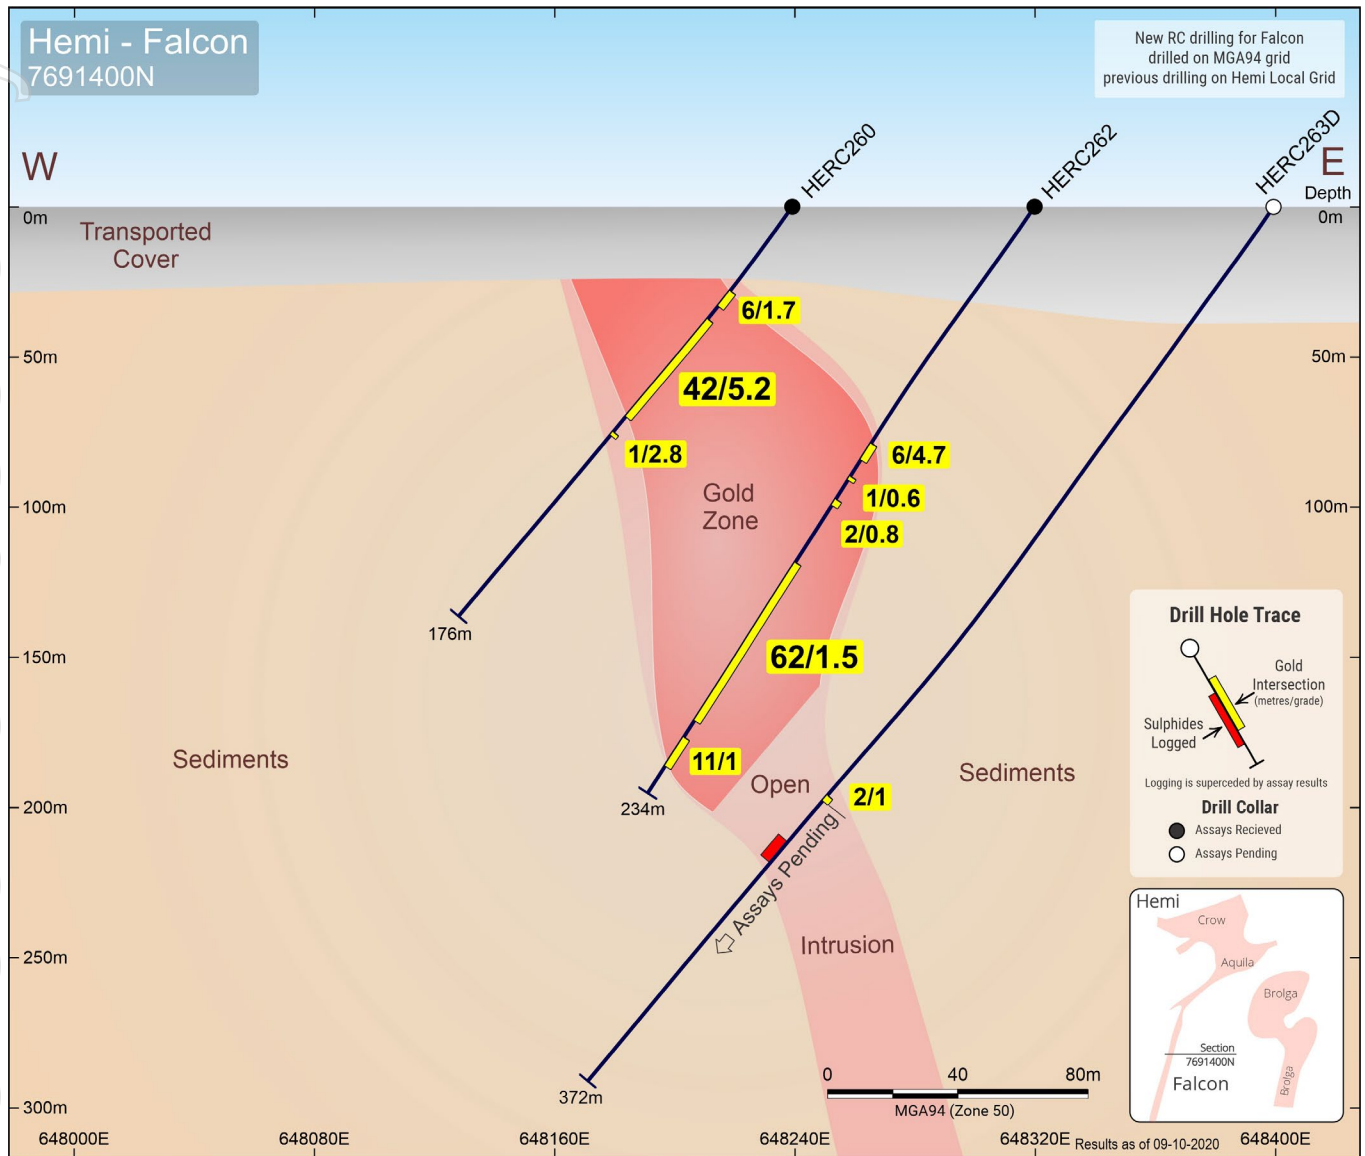 Hemi - Falcon
7691400N
New RC drilling for Falcon
drilled on MGA94 grid
previous drilling on Hemi Local Grid
W
E
HERC260
HERC262
HERC263D
Depth
0m
0m
Transported
Cover
6/1.7
50m
50m
42/5.2
1/2.8
6/4.7
Gold
Zone
1/0.6
100m
100m
2/0.8
176m
150m
62/1.5
Sediments
11/1
Open
Sediments
2/1
200m
234m
Assays Pending
250m
Intrusion
372m
300m
0 40 80m
MGA94 (Zone 50)
648000E 648080E 648160E 648240E 648320E 648400E
Results as of 09-10-2020
Drill Hole Trace
Gold
Intersection
(metres/grade)
Sulphides
Logged
Logging is superceded by assay results
Drill Collar
Assays Recieved
Assays Pending
Hemi
Crow
Aquila
Brolga
Section
7691400N
Falcon
Brolga